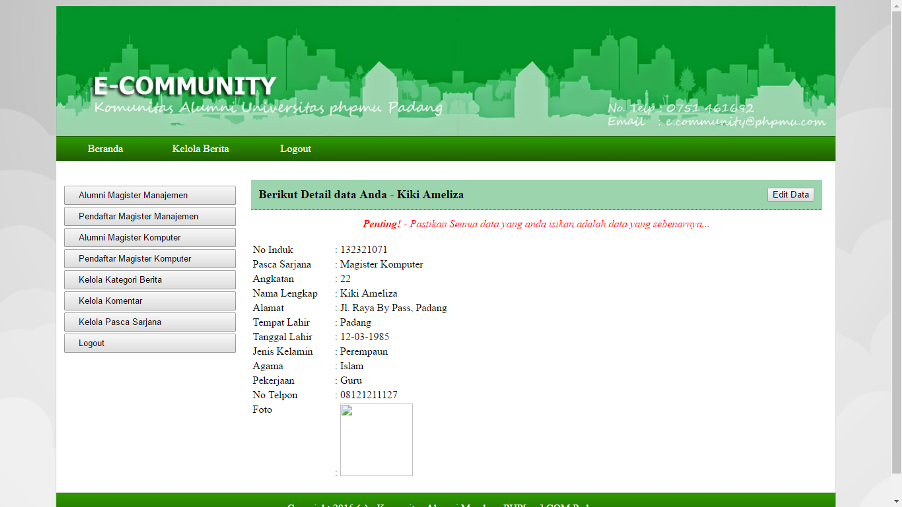 E-COMMUNITY
Komunitas Alumni Universitas phpmu Padang
No. Telp : 0751 461692
Email : e.community@phpmu.com
Beranda Kelola Berita Logout
Alumni Magister Manajemen
Pendaftar Magister Manajemen
Alumni Magister Komputer
Pendaftar Magister Komputer
Kelola Kategori Berita
Kelola Komentar
Kelola Pasca Sarjana
Logout
Berikut Detail data Anda - Kiki Ameliza
Edit Data
Penting! - Pastikan Semua data yang anda isikan adalah data yang sebenarnya...
No Induk : 132321071
Pasca Sarjana : Magister Komputer
Angkatan : 22
Nama Lengkap : Kiki Ameliza
Alamat : Jl. Raya By Pass, Padang
Tempat Lahir : Padang
Tanggal Lahir : 12-03-1985
Jenis Kelamin : Perempaun
Agama : Islam
Pekerjaan : Guru
No Telpon : 08121211127
Foto :